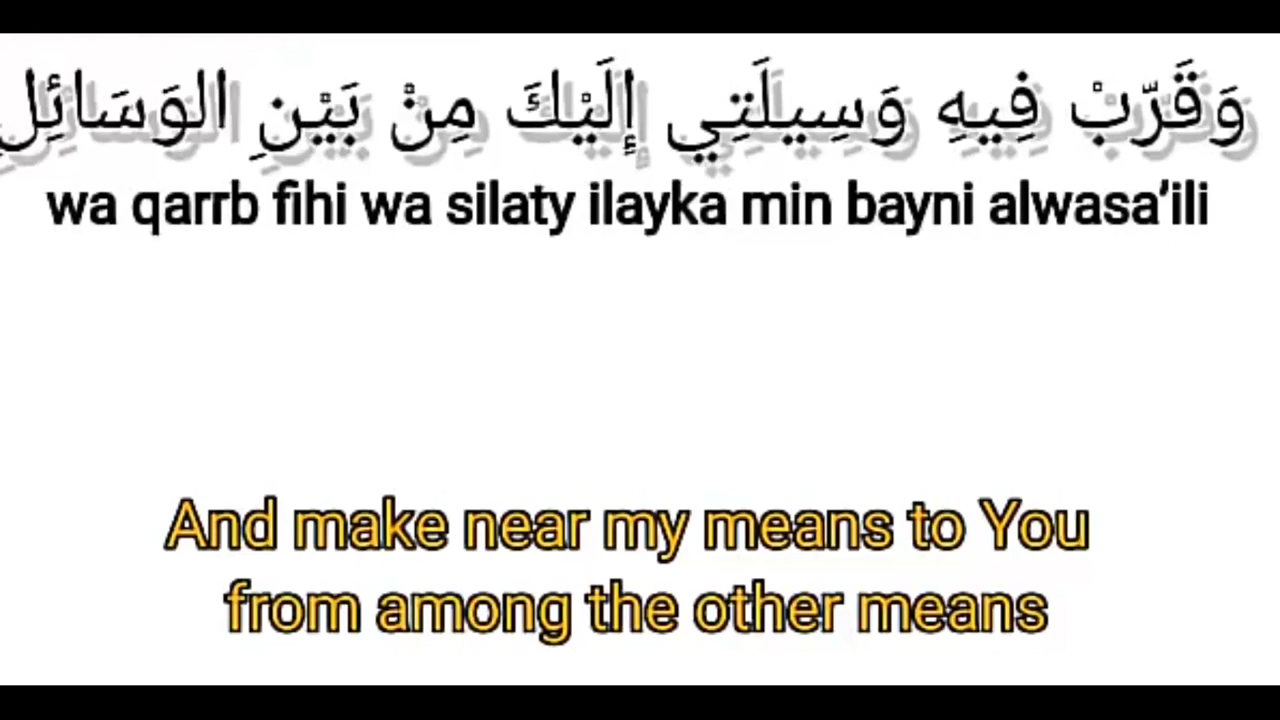 وَقَرّبْ فِيهِ وَسِيلَتِي إِلَيْكَ مِنْ بَيْنِ الوَسَائِلِ
wa qarrb fihi wa silaty ilayka min bayni alwasa’ili
And make near my means to You
from among the other means